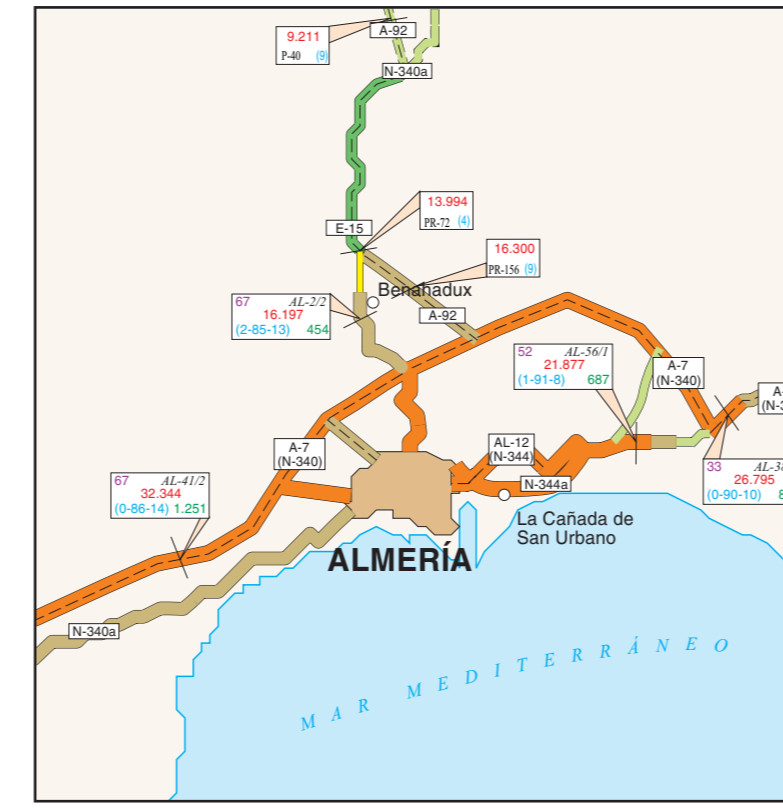 A-92
9.211
P-40 (9)
N-340a
13.994
PR-72 (4)
E-15
16.300
PR-156 (9)
Benahadux
67 AL-2/2
16.197
(2-85-13) 454
A-92
52 AL-56/1
21.877
(1-91-8) 687
A-7
(N-340)
AL-12
(N-344)
A-7
(N-340)
33
26.795
(0-90-10)
67 AL-41/2
32.344
(0-86-14) 1.251
N-344a
La Cañada de
San Urbano
ALMERÍA
N-340a
MAR MEDITERRÁNEO